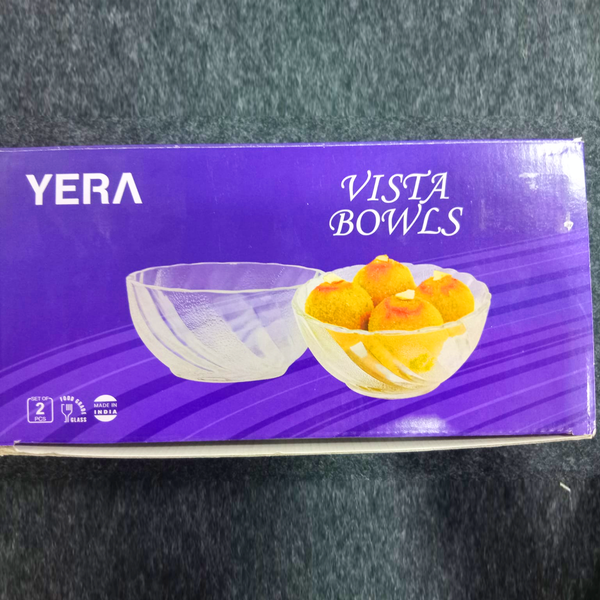 YERA
VISTA
BOWLS
SET OF
2
PCS
FOOD GRADE
GLASS
MADE IN
INDIA